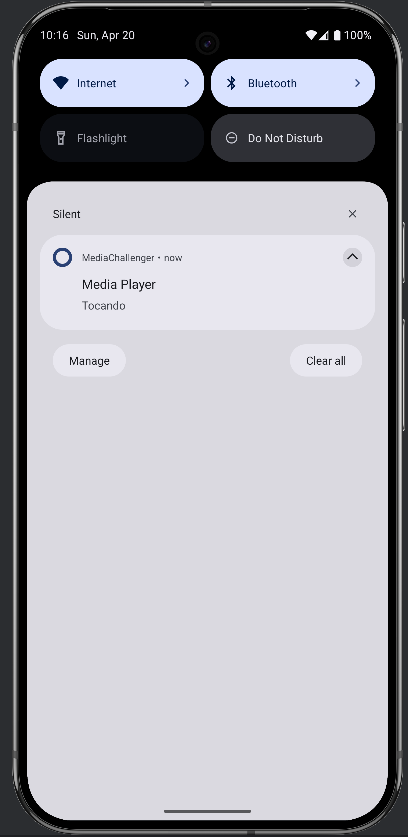 10:16 Sun, Apr 20 100%
Internet Bluetooth
Flashlight Do Not Disturb
Silent
MediaChallenger • now
Media Player
Tocando
Manage Clear all